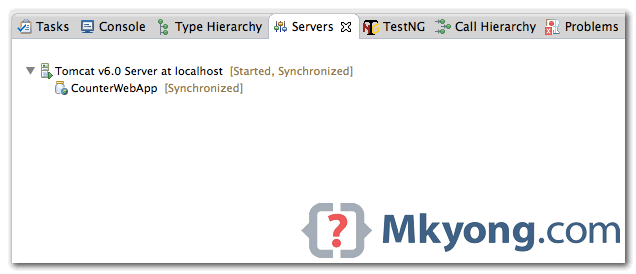 Tasks Console Type Hierarchy Servers TestNG Call Hierarchy Problems
Tomcat v6.0 Server at localhost [Started, Synchronized]
CounterWebApp [Synchronized]
{?} Mkyong.com